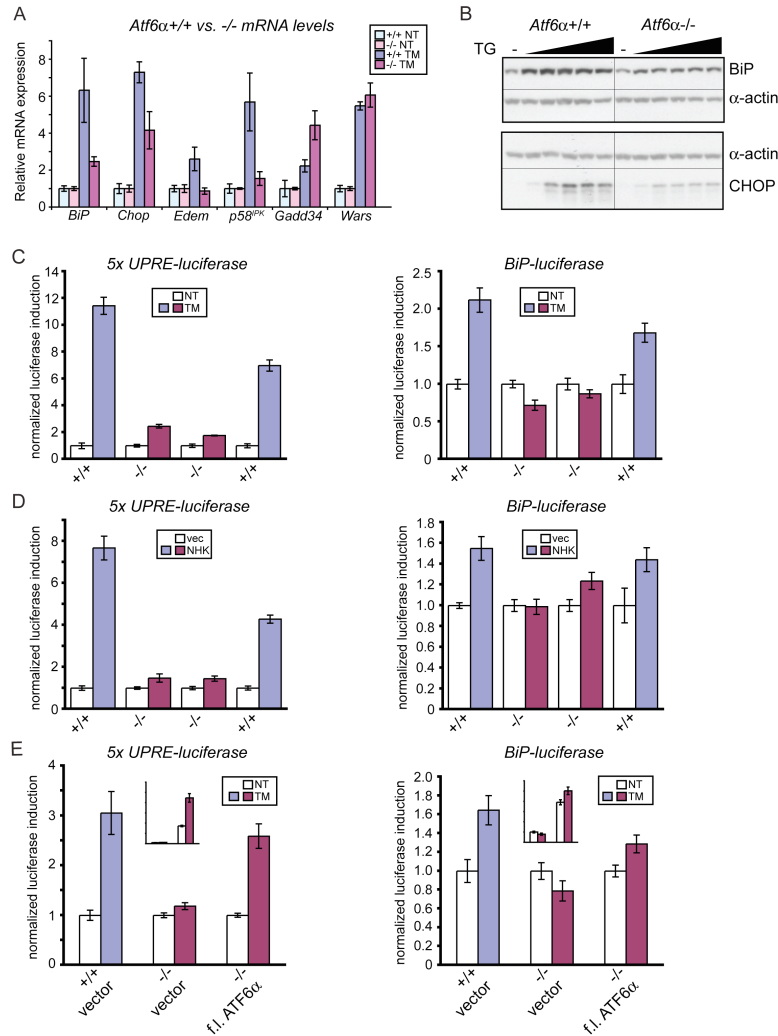 A
Atf6α+/+ vs. -/- mRNA levels
+/+ NT
-/- NT
+/+ TM
-/- TM
Relative mRNA expression
10
8
6
4
2
0
BiP Chop Edem p58IPK Gadd34 Wars
B
Atf6α+/+ Atf6α-/-
TG - -
BiP
α-actin
α-actin
CHOP
C
5x UPRE-luciferase
NT
TM
normalized luciferase induction
14
12
10
8
6
4
2
0
+/+ -/- -/- +/+
BiP-luciferase
NT
TM
normalized luciferase induction
2.5
2.0
1.5
1.0
0.5
0
+/+ -/- -/- +/+
D
5x UPRE-luciferase
vec
NHK
normalized luciferase induction
8
6
4
2
0
+/+ -/- -/- +/+
BiP-luciferase
vec
NHK
normalized luciferase induction
1.8
1.6
1.4
1.2
1.0
0.8
0.6
0.4
0.2
0
+/+ -/- -/- +/+
E
5x UPRE-luciferase
NT
TM
normalized luciferase induction
4
3
2
1
0
+/+ vector
-/- vector
-/- f.l. ATF6α
BiP-luciferase
NT
TM
normalized luciferase induction
1.8
1.6
1.4
1.2
1.0
0.8
0.6
0.4
0.2
0
+/+ vector
-/- vector
-/- f.l. ATF6α